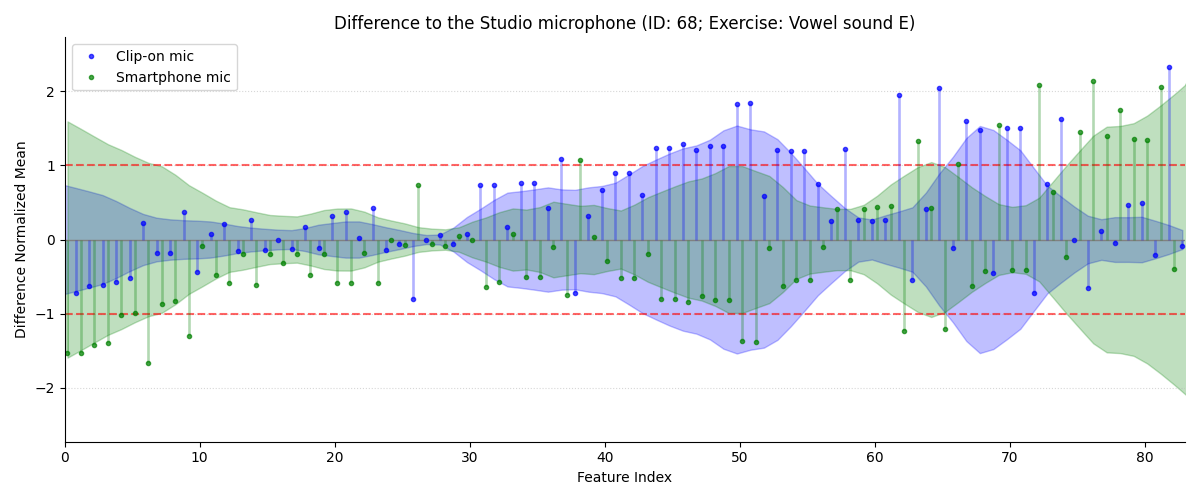 Difference to the Studio microphone (ID: 68; Exercise: Vowel sound E)
Clip-on mic
Smartphone mic
Difference Normalized Mean
2
1
0
−1
−2
0 10 20 30 40 50 60 70 80
Feature Index